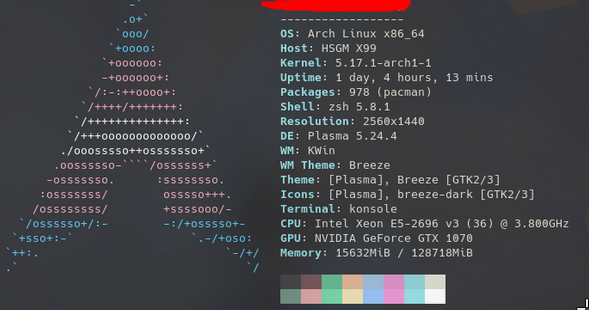 -`
.o+`
`ooo/
`+oooo:
`+oooooo:
-+oooooo+:
`/:-:++oooo+:
`/++++/+++++++:
`/++++++++++++++:
`/+++ooooooooooooo/`
./ooosssso++osssssso+`
.oossssso-````/ossssss+`
-osssssso.      :ssssssso.
:osssssss/        osssso+++.
/ossssssss/        +ssssooo/-
`/ossssso+/:-        -:/+osssso+-
`+sso+:-`                 `.-/+oso:
`++:.                           `-/+/
.`                                 `/
------------------
OS: Arch Linux x86_64
Host: HSGM X99
Kernel: 5.17.1-arch1-1
Uptime: 1 day, 4 hours, 13 mins
Packages: 978 (pacman)
Shell: zsh 5.8.1
Resolution: 2560x1440
DE: Plasma 5.24.4
WM: KWin
WM Theme: Breeze
Theme: [Plasma], Breeze [GTK2/3]
Icons: [Plasma], breeze-dark [GTK2/3]
Terminal: konsole
CPU: Intel Xeon E5-2696 v3 (36) @ 3.800GHz
GPU: NVIDIA GeForce GTX 1070
Memory: 15632MiB / 128718MiB